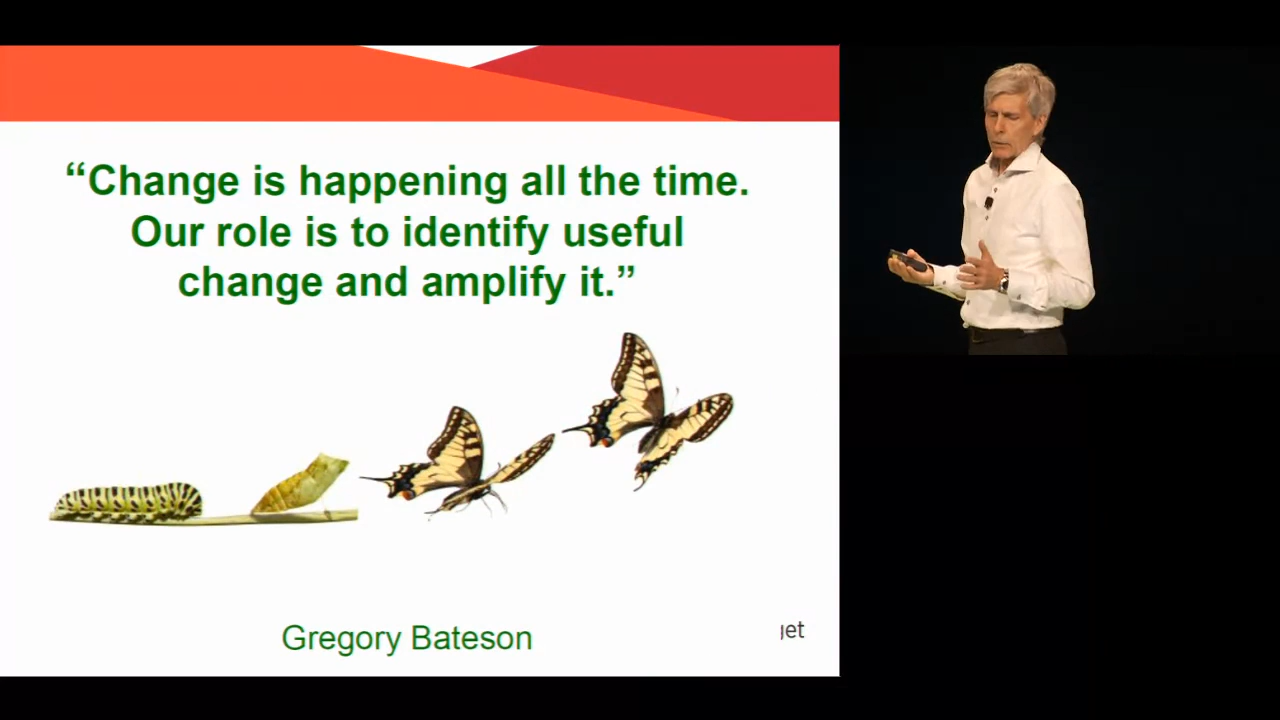 “Change is happening all the time.
Our role is to identify useful
change and amplify it.”
Gregory Bateson